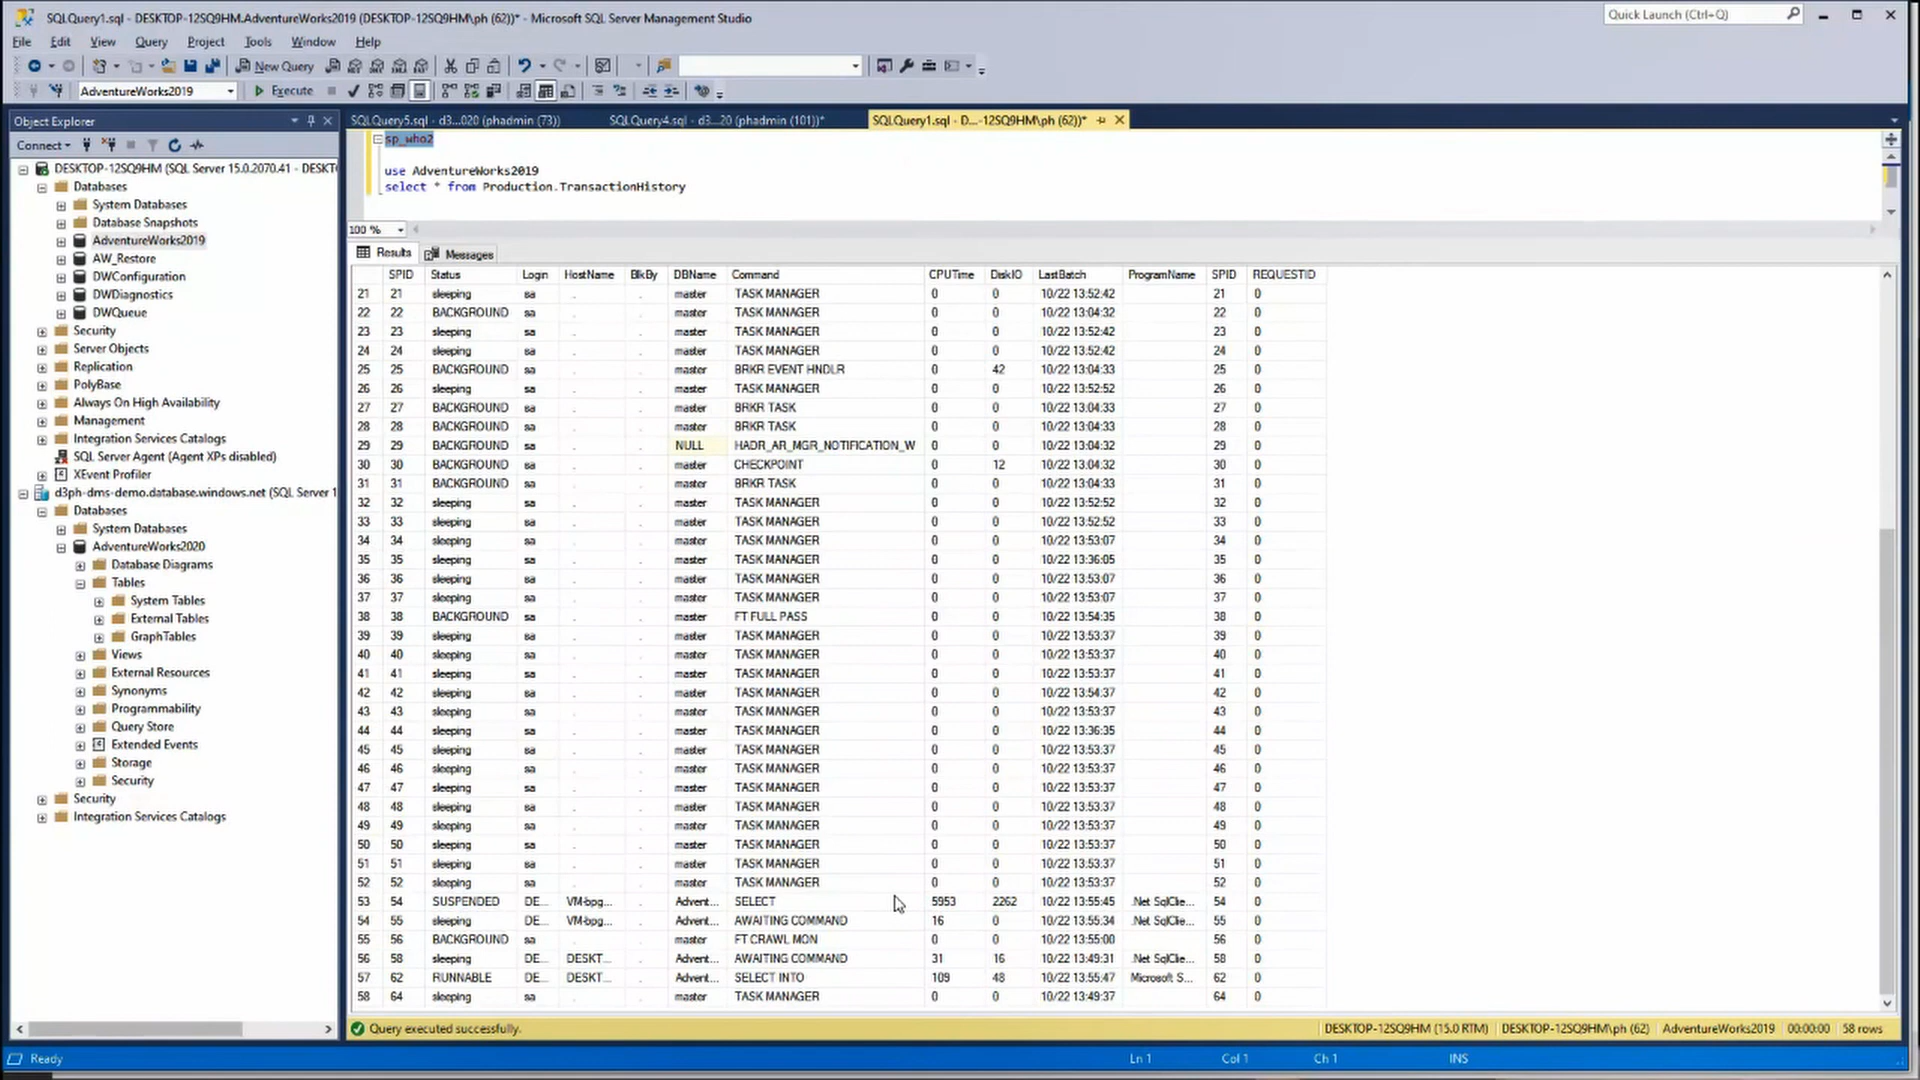 SQLQuery1.sql - DESKTOP-12SQ9HM.AdventureWorks2019 (DESKTOP-12SQ9HM\ph (62))* - Microsoft SQL Server Management Studio
Quick Launch (Ctrl+Q)
File Edit View Query Project Tools Window Help
New Query
AdventureWorks2019 Execute
Object Explorer
Connect
DESKTOP-12SQ9HM (SQL Server 15.0.2070.41 - DESKT
Databases
System Databases
Database Snapshots
AdventureWorks2019
AW_Restore
DWConfiguration
DWDiagnostics
DWQueue
Security
Server Objects
Replication
PolyBase
Always On High Availability
Management
Integration Services Catalogs
SQL Server Agent (Agent XPs disabled)
XEvent Profiler
d3ph-dms-demo.database.windows.net (SQL Server 1
Databases
System Databases
AdventureWorks2020
Database Diagrams
Tables
System Tables
External Tables
GraphTables
Views
External Resources
Synonyms
Programmability
Query Store
Extended Events
Storage
Security
Security
Integration Services Catalogs
SQLQuery5.sql - d3...020 (phadmin (73)) SQLQuery4.sql - d3...20 (phadmin (101))* SQLQuery1.sql - D...-12SQ9HM\ph (62))*
sp_who2
use AdventureWorks2019
select * from Production.TransactionHistory
100 %
Results Messages
SPID Status Login HostName BlkBy DBName Command CPUTime DiskIO LastBatch ProgramName SPID REQUESTID
21 21 sleeping sa . . master TASK MANAGER 0 0 10/22 13:52:42 21 0
22 22 BACKGROUND sa . . master TASK MANAGER 0 0 10/22 13:04:32 22 0
23 23 sleeping sa . . master TASK MANAGER 0 0 10/22 13:52:42 23 0
24 24 sleeping sa . . master TASK MANAGER 0 0 10/22 13:52:42 24 0
25 25 BACKGROUND sa . . master BRKR EVENT HNDLR 0 42 10/22 13:04:33 25 0
26 26 sleeping sa . . master TASK MANAGER 0 0 10/22 13:52:52 26 0
27 27 BACKGROUND sa . . master BRKR TASK 0 0 10/22 13:04:33 27 0
28 28 BACKGROUND sa . . master BRKR TASK 0 0 10/22 13:04:33 28 0
29 29 BACKGROUND sa . . NULL HADR_AR_MGR_NOTIFICATION_W 0 0 10/22 13:04:32 29 0
30 30 BACKGROUND sa . . master CHECKPOINT 0 12 10/22 13:04:32 30 0
31 31 BACKGROUND sa . . master BRKR TASK 0 0 10/22 13:04:33 31 0
32 32 sleeping sa . . master TASK MANAGER 0 0 10/22 13:52:52 32 0
33 33 sleeping sa . . master TASK MANAGER 0 0 10/22 13:52:52 33 0
34 34 sleeping sa . . master TASK MANAGER 0 0 10/22 13:53:07 34 0
35 35 sleeping sa . . master TASK MANAGER 0 0 10/22 13:36:05 35 0
36 36 sleeping sa . . master TASK MANAGER 0 0 10/22 13:53:07 36 0
37 37 sleeping sa . . master TASK MANAGER 0 0 10/22 13:53:07 37 0
38 38 BACKGROUND sa . . master FT FULL PASS 0 0 10/22 13:54:35 38 0
39 39 sleeping sa . . master TASK MANAGER 0 0 10/22 13:53:37 39 0
40 40 sleeping sa . . master TASK MANAGER 0 0 10/22 13:53:37 40 0
41 41 sleeping sa . . master TASK MANAGER 0 0 10/22 13:53:37 41 0
42 42 sleeping sa . . master TASK MANAGER 0 0 10/22 13:54:37 42 0
43 43 sleeping sa . . master TASK MANAGER 0 0 10/22 13:53:37 43 0
44 44 sleeping sa . . master TASK MANAGER 0 0 10/22 13:36:35 44 0
45 45 sleeping sa . . master TASK MANAGER 0 0 10/22 13:53:37 45 0
46 46 sleeping sa . . master TASK MANAGER 0 0 10/22 13:53:37 46 0
47 47 sleeping sa . . master TASK MANAGER 0 0 10/22 13:53:37 47 0
48 48 sleeping sa . . master TASK MANAGER 0 0 10/22 13:53:37 48 0
49 49 sleeping sa . . master TASK MANAGER 0 0 10/22 13:53:37 49 0
50 50 sleeping sa . . master TASK MANAGER 0 0 10/22 13:53:37 50 0
51 51 sleeping sa . . master TASK MANAGER 0 0 10/22 13:53:37 51 0
52 52 sleeping sa . . master TASK MANAGER 0 0 10/22 13:53:37 52 0
53 54 SUSPENDED DE... VM-bpg... . Advent... SELECT 5953 2262 10/22 13:55:45 .Net SqlClie... 54 0
54 55 sleeping DE... VM-bpg... . Advent... AWAITING COMMAND 16 0 10/22 13:55:34 .Net SqlClie... 55 0
55 56 BACKGROUND sa . . master FT CRAWL MON 0 0 10/22 13:55:00 56 0
56 58 sleeping DE... DESKT... . Advent... AWAITING COMMAND 31 16 10/22 13:49:31 .Net SqlClie... 58 0
57 62 RUNNABLE DE... DESKT... . Advent... SELECT INTO 109 48 10/22 13:55:47 Microsoft S... 62 0
58 64 sleeping sa . . master TASK MANAGER 0 0 10/22 13:49:37 64 0
Query executed successfully. DESKTOP-12SQ9HM (15.0 RTM) DESKTOP-12SQ9HM\ph (62) AdventureWorks2019 00:00:00 58 rows
Ready Ln 1 Col 1 Ch 1 INS